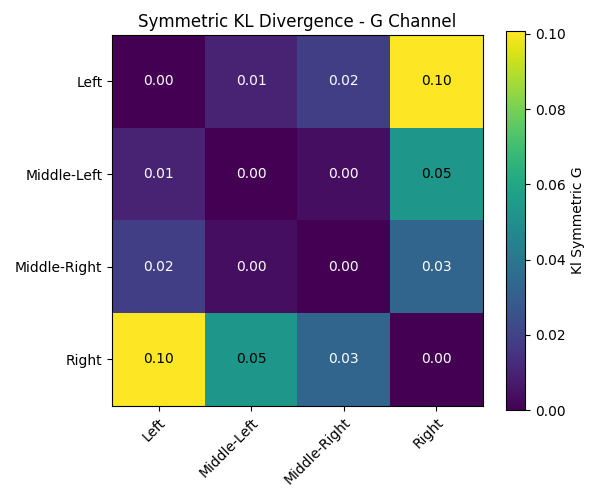 Symmetric KL Divergence - G Channel
Left 0.00 0.01 0.02 0.10
Middle-Left 0.01 0.00 0.00 0.05
Middle-Right 0.02 0.00 0.00 0.03
Right 0.10 0.05 0.03 0.00
Left Middle-Left Middle-Right Right
0.10
0.08
0.06
0.04
0.02
0.00
Kl Symmetric G